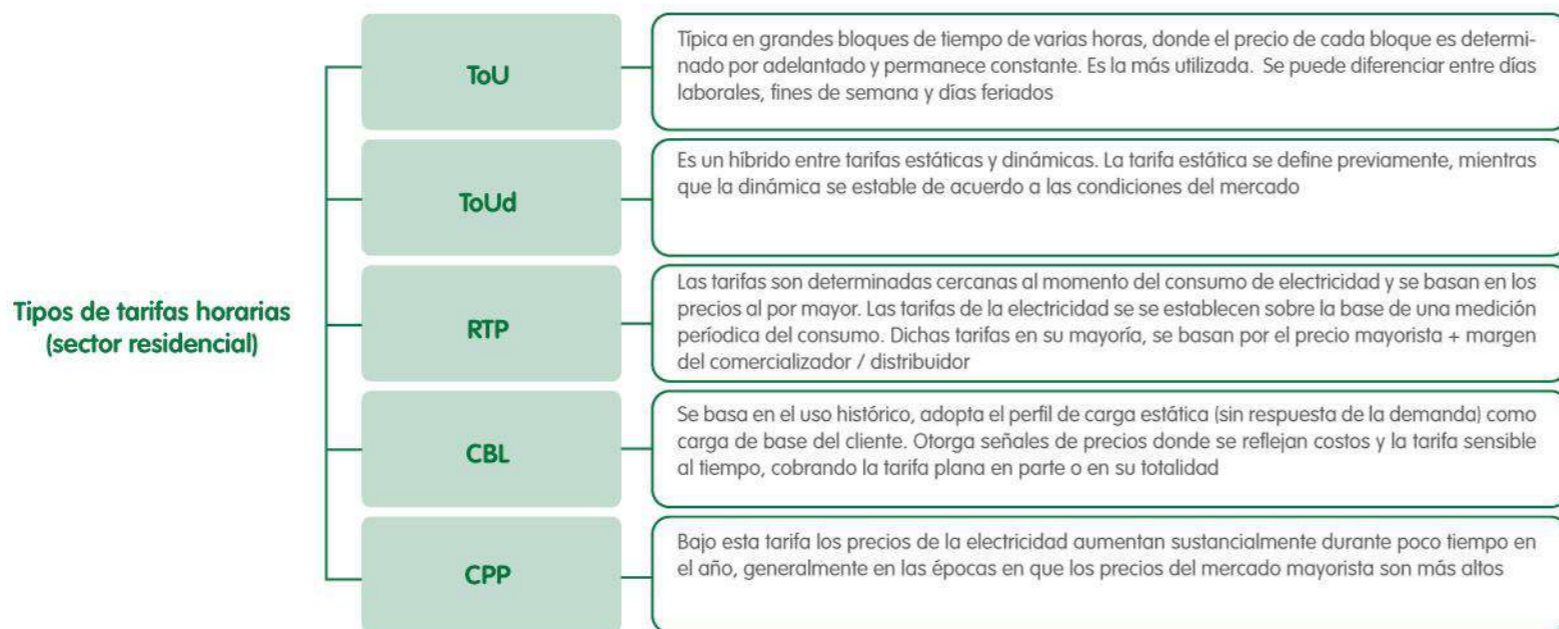 Tipos de tarifas horarias
(sector residencial)
ToU
Típica en grandes bloques de tiempo de varias horas, donde el precio de cada bloque es determi-
nado por adelantado y permanece constante. Es la más utilizada. Se puede diferenciar entre días
laborales, fines de semana y días feriados
ToUd
Es un híbrido entre tarifas estáticas y dinámicas. La tarifa estática se define previamente, mientras
que la dinámica se estable de acuerdo a las condiciones del mercado
RTP
Las tarifas son determinadas cercanas al momento del consumo de electricidad y se basan en los
precios al por mayor. Las tarifas de la electricidad se se establecen sobre la base de una medición
períodica del consumo. Dichas tarifas en su mayoría, se basan por el precio mayorista + margen
del comercializador / distribuidor
CBL
Se basa en el uso histórico, adopta el perfil de carga estática (sin respuesta de la demanda) como
carga de base del cliente. Otorga señales de precios donde se reflejan costos y la tarifa sensible
al tiempo, cobrando la tarifa plana en parte o en su totalidad
CPP
Bajo esta tarifa los precios de la electricidad aumentan sustancialmente durante poco tiempo en
el año, generalmente en las épocas en que los precios del mercado mayorista son más altos